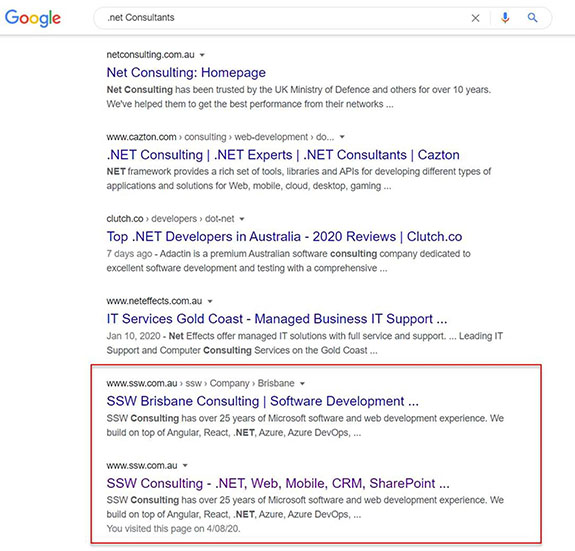 Google
.net Consultants
netconsulting.com.au
Net Consulting: Homepage
Net Consulting has been trusted by the UK Ministry of Defence and others for over 10 years.
We've helped them to get the best performance from their networks ...
www.cazton.com › consulting › web-development › do...
.NET Consulting | .NET Experts | .NET Consultants | Cazton
NET framework provides a rich set of tools, libraries and APIs for developing different types of
applications and solutions for Web, mobile, cloud, desktop, gaming ...
clutch.co › developers › dot-net
Top .NET Developers in Australia - 2020 Reviews | Clutch.co
7 days ago - Adactin is a premium Australian software consulting company dedicated to
excellent software development and testing with a comprehensive ...
www.neteffects.com.au
IT Services Gold Coast - Managed Business IT Support ...
Jan 10, 2020 - Net Effects offer managed IT solutions with full service and support. ... Leading IT
Support and Computer Consulting Services on the Gold Coast ...
www.ssw.com.au › ssw › Company › Brisbane
SSW Brisbane Consulting | Software Development ...
SSW Consulting has over 25 years of Microsoft software and web development experience. We
build on top of Angular, React, .NET, Azure, Azure DevOps, ...
www.ssw.com.au
SSW Consulting - .NET, Web, Mobile, CRM, SharePoint ...
SSW Consulting has over 25 years of Microsoft software and web development experience. We
build on top of Angular, React, .NET, Azure, Azure DevOps, ...
You visited this page on 4/08/20.